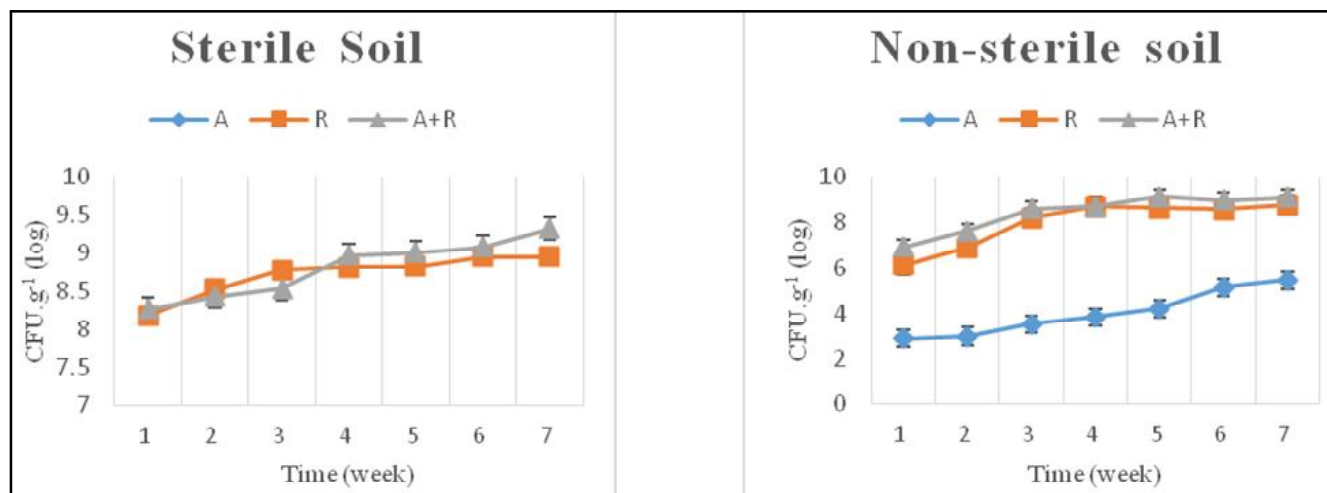 Sterile Soil
A R A+R
10
9.5
9
8.5
8
7.5
7
CFU.g-1 (log)
1 2 3 4 5 6 7
Time (week)
Non-sterile soil
A R A+R
10
8
6
4
2
0
CFU.g-1 (log)
1 2 3 4 5 6 7
Time (week)